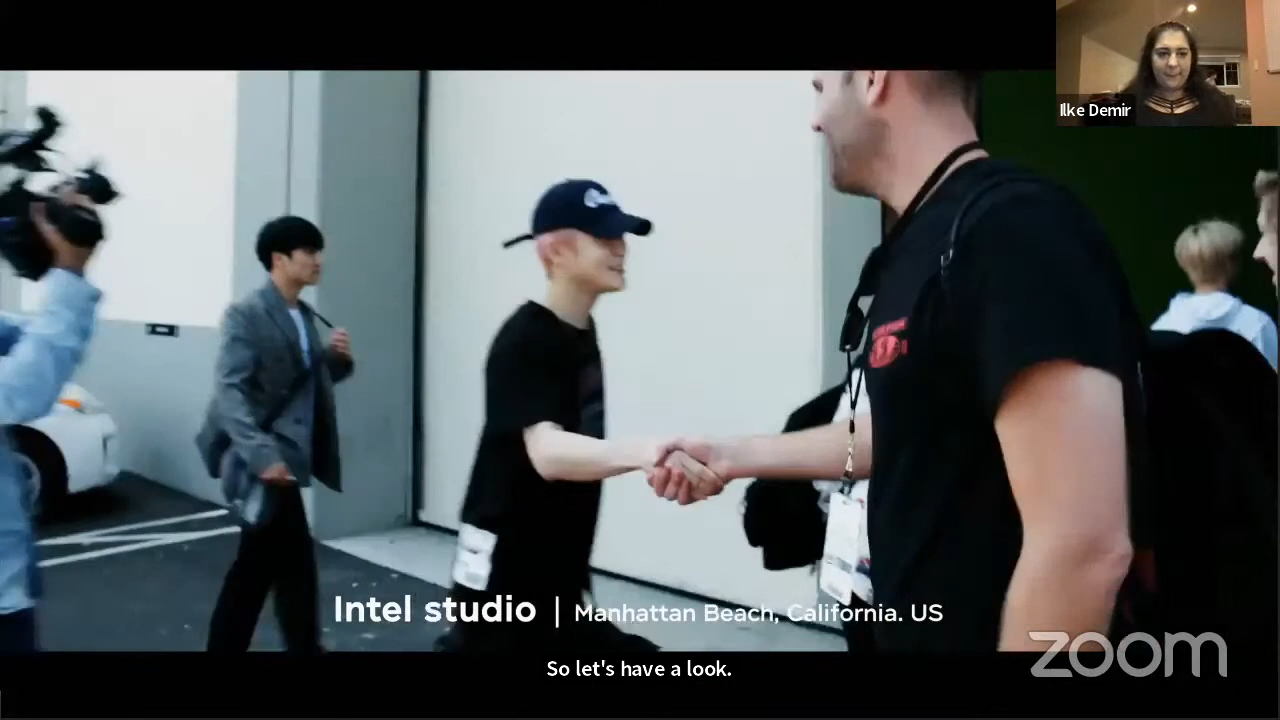 Ilke Demir
Intel studio | Manhattan Beach, California. US
zoom
So let's have a look.